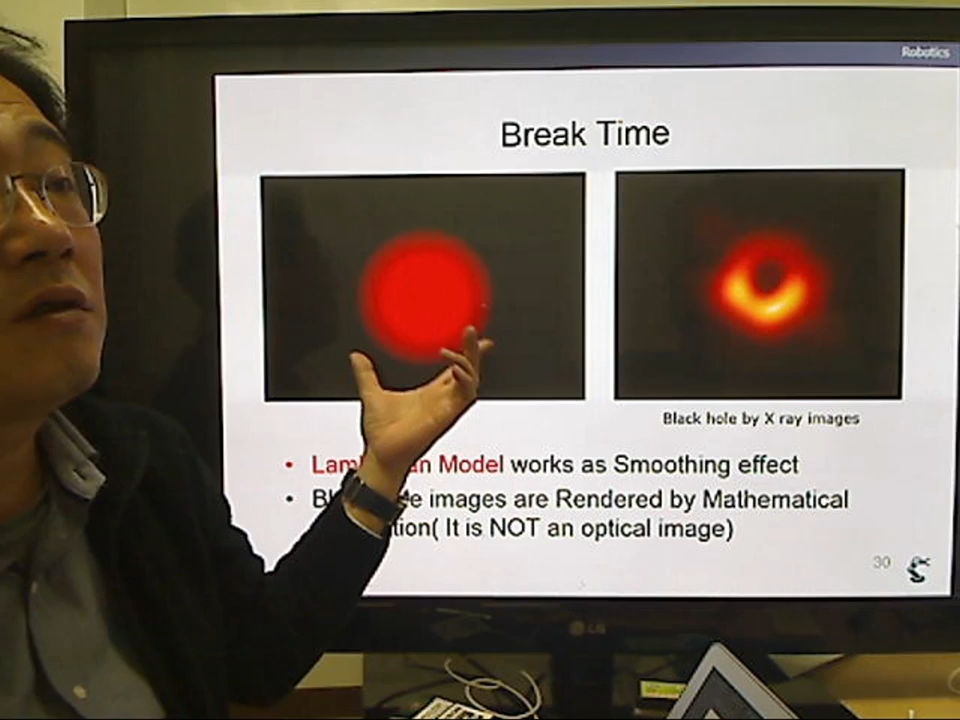 Robotics
Break Time
Black hole by X ray images
• Model works as Smoothing effect
• images are Rendered by Mathematical
( It is NOT an optical image)
30
LG